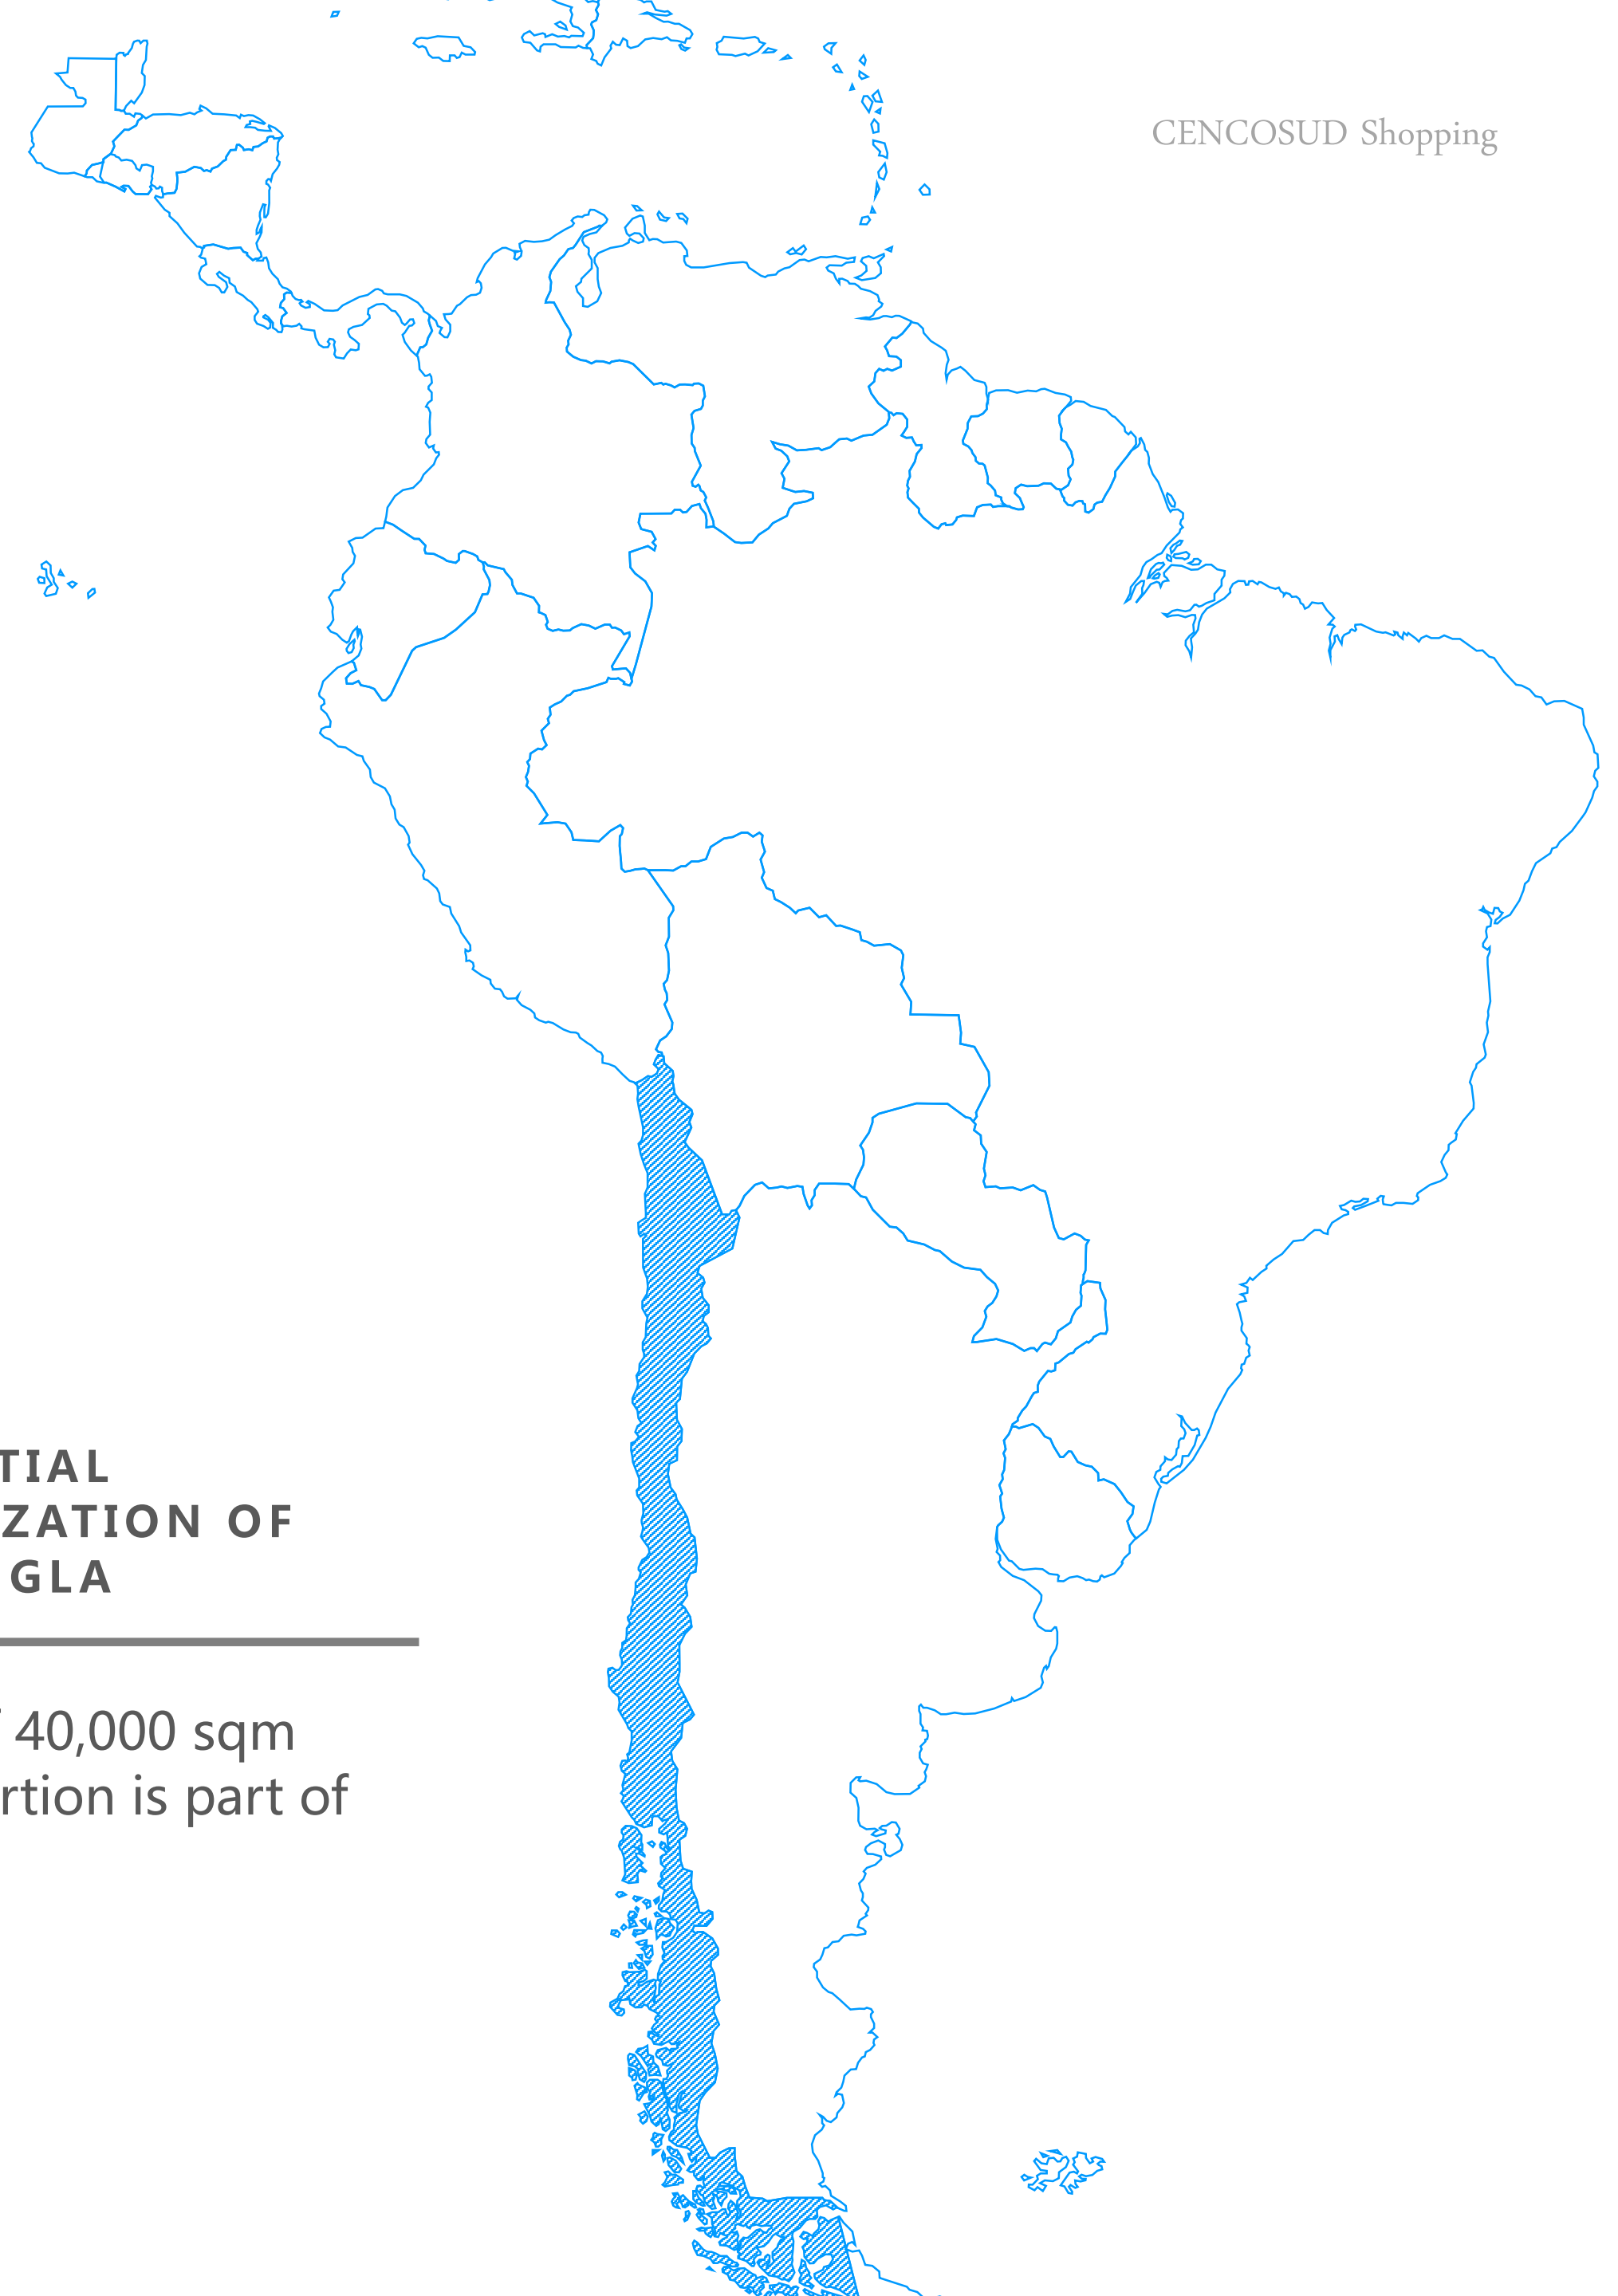 CENCOSUD Shopping
TIAL
ZATION OF
GLA
40,000 sqm
rtion is part of